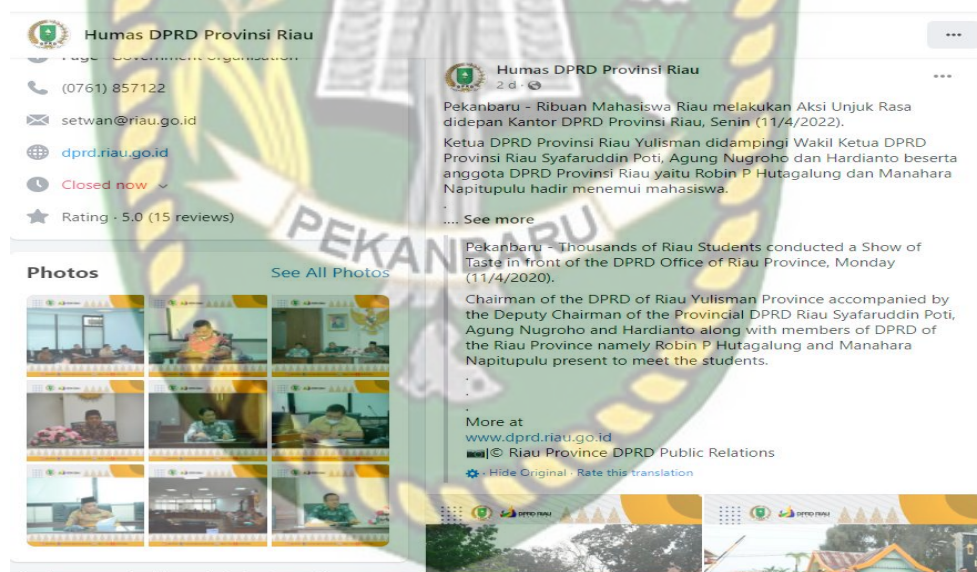 Humas DPRD Provinsi Riau
Page · Government organisation
(0761) 857122
setwan@riau.go.id
dprd.riau.go.id
Closed now
Rating · 5.0 (15 reviews)
Photos
See All Photos
Humas DPRD Provinsi Riau
2 d
Pekanbaru - Ribuan Mahasiswa Riau melakukan Aksi Unjuk Rasa
didepan Kantor DPRD Provinsi Riau, Senin (11/4/2022).
Ketua DPRD Provinsi Riau Yulisman didampingi Wakil Ketua DPRD
Provinsi Riau Syafaruddin Poti, Agung Nugroho dan Hardianto beserta
anggota DPRD Provinsi Riau yaitu Robin P Hutagalung dan Manahara
Napitupulu hadir menemui mahasiswa.
.
.... See more
Pekanbaru - Thousands of Riau Students conducted a Show of
Taste in front of the DPRD Office of Riau Province, Monday
(11/4/2020).
Chairman of the DPRD of Riau Yulisman Province accompanied by
the Deputy Chairman of the Provincial DPRD Riau Syafaruddin Poti,
Agung Nugroho and Hardianto along with members of DPRD of
the Riau Province namely Robin P Hutagalung and Manahara
Napitupulu present to meet the students.
.
.
.
More at
www.dprd.riau.go.id
|© Riau Province DPRD Public Relations
· Hide Original · Rate this translation
PEKANBARU
DPRD RIAU
DPRD RIAU